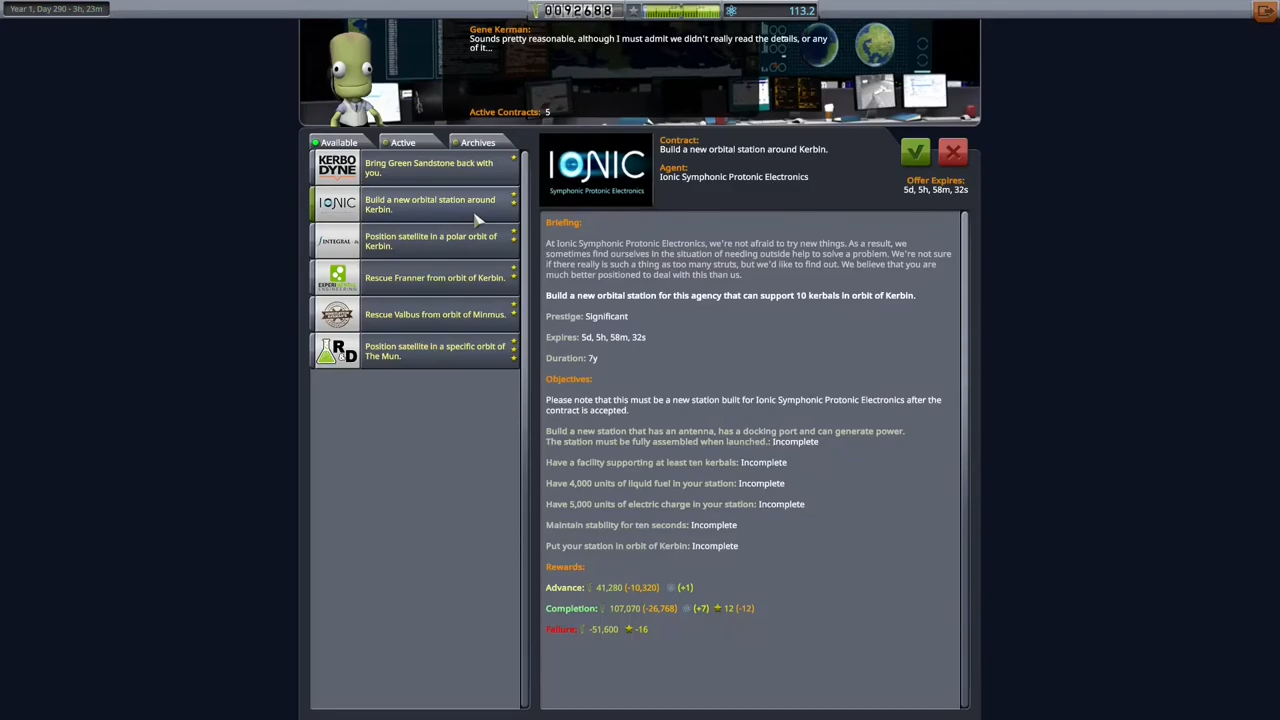 Year 1, Day 290 - 3h, 23m
0092688
113.2
Gene Kerman:
Sounds pretty reasonable, although I must admit we didn't really read the details, or any
of it...
Active Contracts: 5
Available
Active
Archives
KERBO
DYNE
Bring Green Sandstone back with
you.
IONIC
Build a new orbital station around
Kerbin.
INTEGRAL
Position satellite in a polar orbit of
Kerbin.
EXPERIMENTAL
ENGINEERING
Rescue Franner from orbit of Kerbin.
Rescue Valbus from orbit of Minmus.
R&D
Position satellite in a specific orbit of
The Mun.
IONIC
Symphonic Protonic Electronics
Contract:
Build a new orbital station around Kerbin.
Agent:
Ionic Symphonic Protonic Electronics
Offer Expires:
5d, 5h, 58m, 32s
Briefing:
At Ionic Symphonic Protonic Electronics, we're not afraid to try new things. As a result, we
sometimes find ourselves in the situation of needing outside help to solve a problem. We're not sure
if there really is such a thing as too many struts, but we'd like to find out. We believe that you are
much better positioned to deal with this than us.
Build a new orbital station for this agency that can support 10 kerbals in orbit of Kerbin.
Prestige: Significant
Expires: 5d, 5h, 58m, 32s
Duration: 7y
Objectives:
Please note that this must be a new station built for Ionic Symphonic Protonic Electronics after the
contract is accepted.
Build a new station that has an antenna, has a docking port and can generate power.
The station must be fully assembled when launched.: Incomplete
Have a facility supporting at least ten kerbals: Incomplete
Have 4,000 units of liquid fuel in your station: Incomplete
Have 5,000 units of electric charge in your station: Incomplete
Maintain stability for ten seconds: Incomplete
Put your station in orbit of Kerbin: Incomplete
Rewards:
Advance: 41,280 (-10,320) (+1)
Completion: 107,070 (-26,768) (+7) 12 (-12)
Failure: -51,600 -16